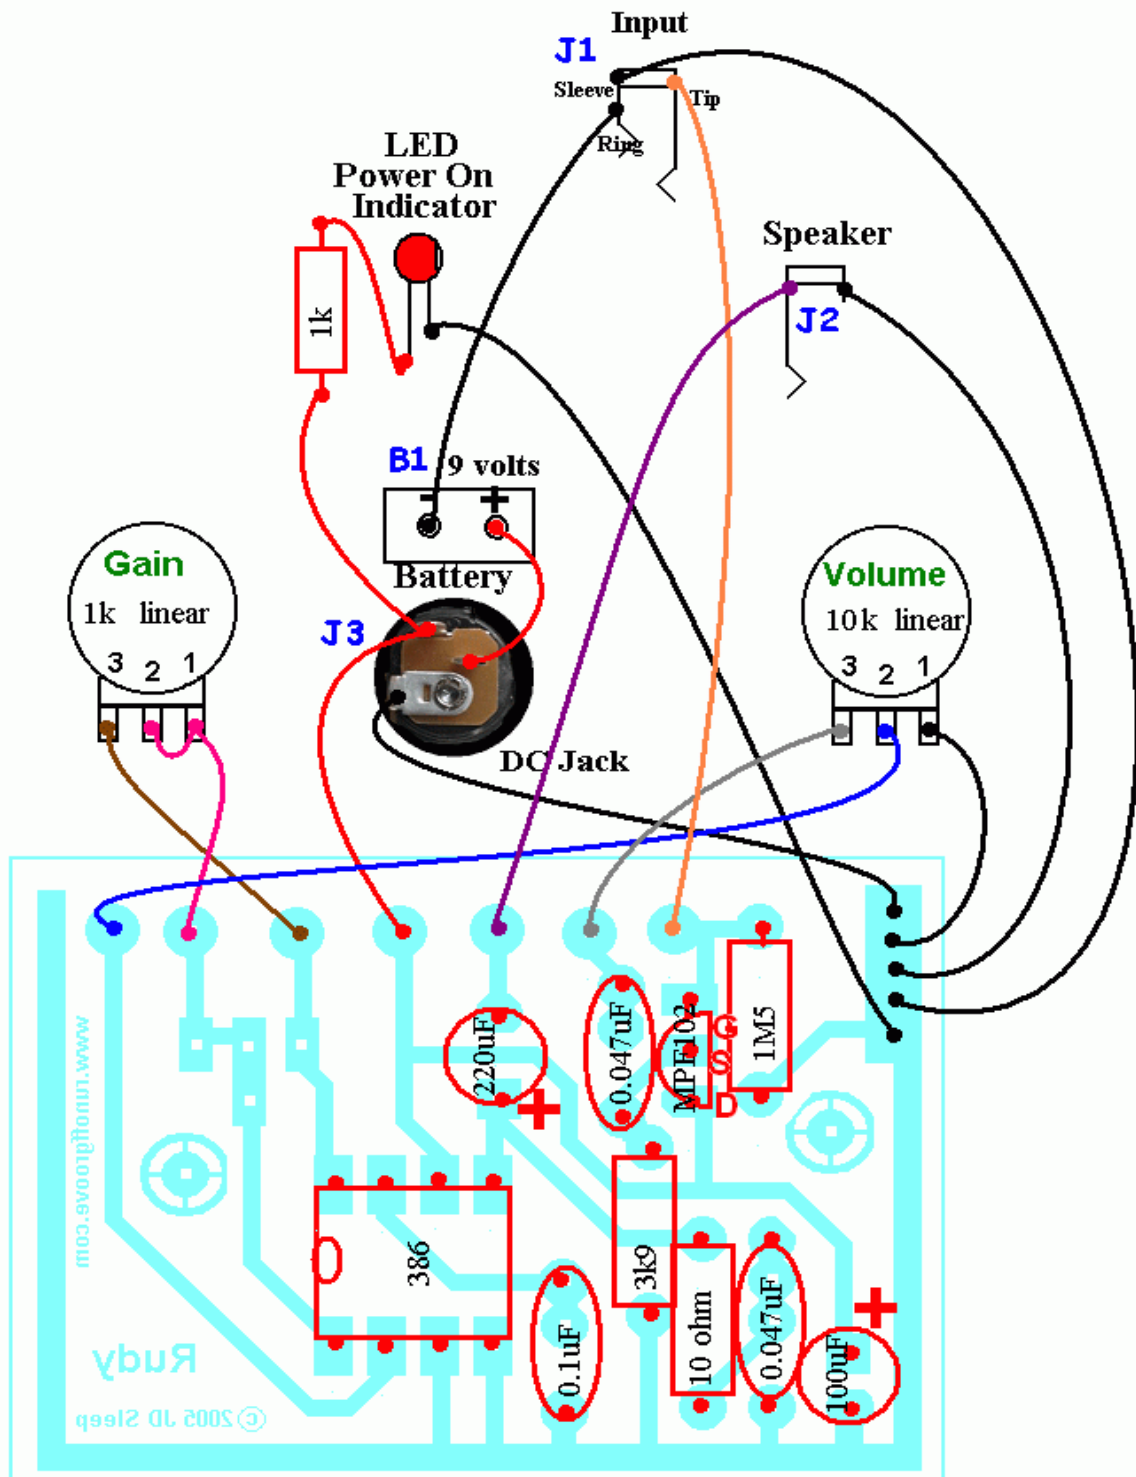 Input
J1
Sleeve
Tip
Ring
LED
Power On
Indicator
Speaker
J2
1k
B1
9 volts
- +
Battery
Gain
1k linear
3 2 1
J3
DC Jack
Volume
10k linear
3 2 1
www.runoffgroove.com
220uF
+
0.047uF
MPF102
G
S
D
1M5
386
3k9
0.1uF
10 ohm
0.047uF
100uF
+
Rudy
© 2005 JD Sleep